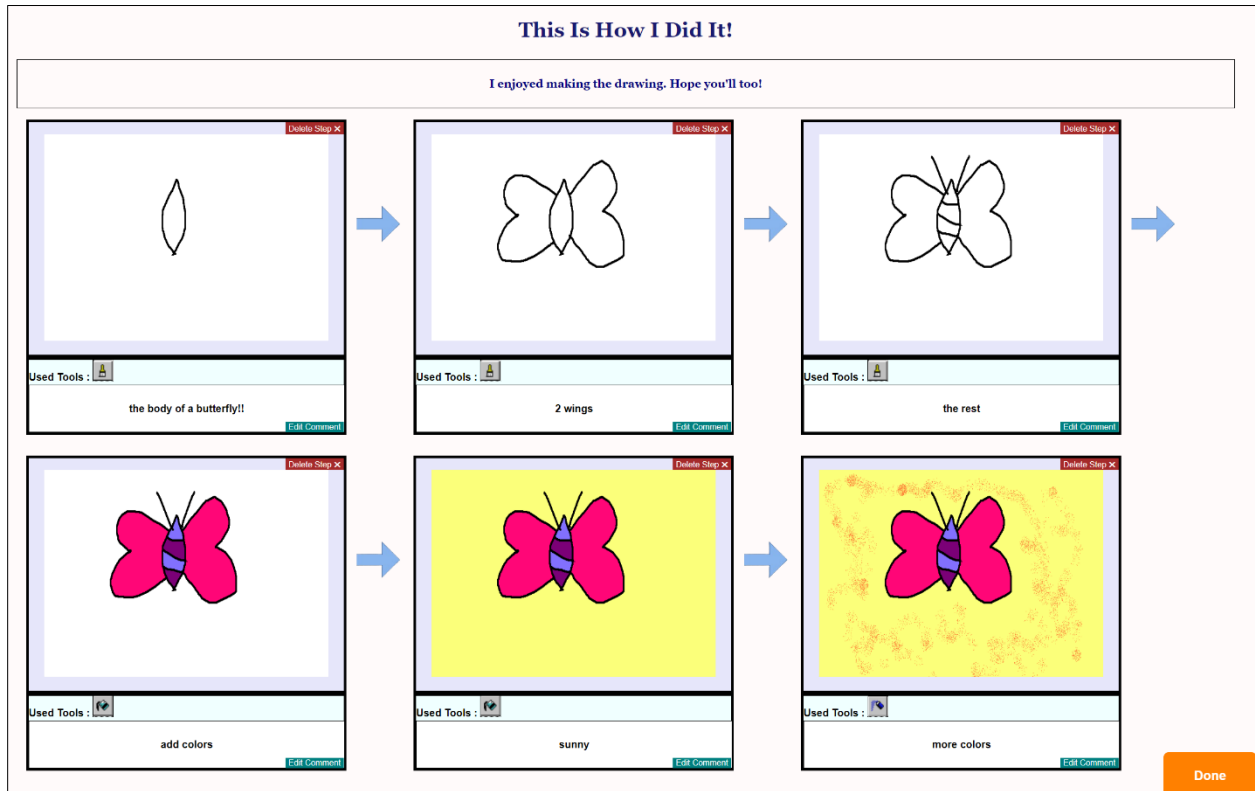 This Is How I Did It!
I enjoyed making the drawing. Hope you'll too!
Delete Step X
Delete Step X
Delete Step X
Used Tools :
Used Tools :
Used Tools :
the body of a butterfly!!
2 wings
the rest
Edit Comment
Edit Comment
Edit Comment
Delete Step X
Delete Step X
Delete Step X
Used Tools :
Used Tools :
Used Tools :
add colors
sunny
more colors
Edit Comment
Edit Comment
Edit Comment
Done